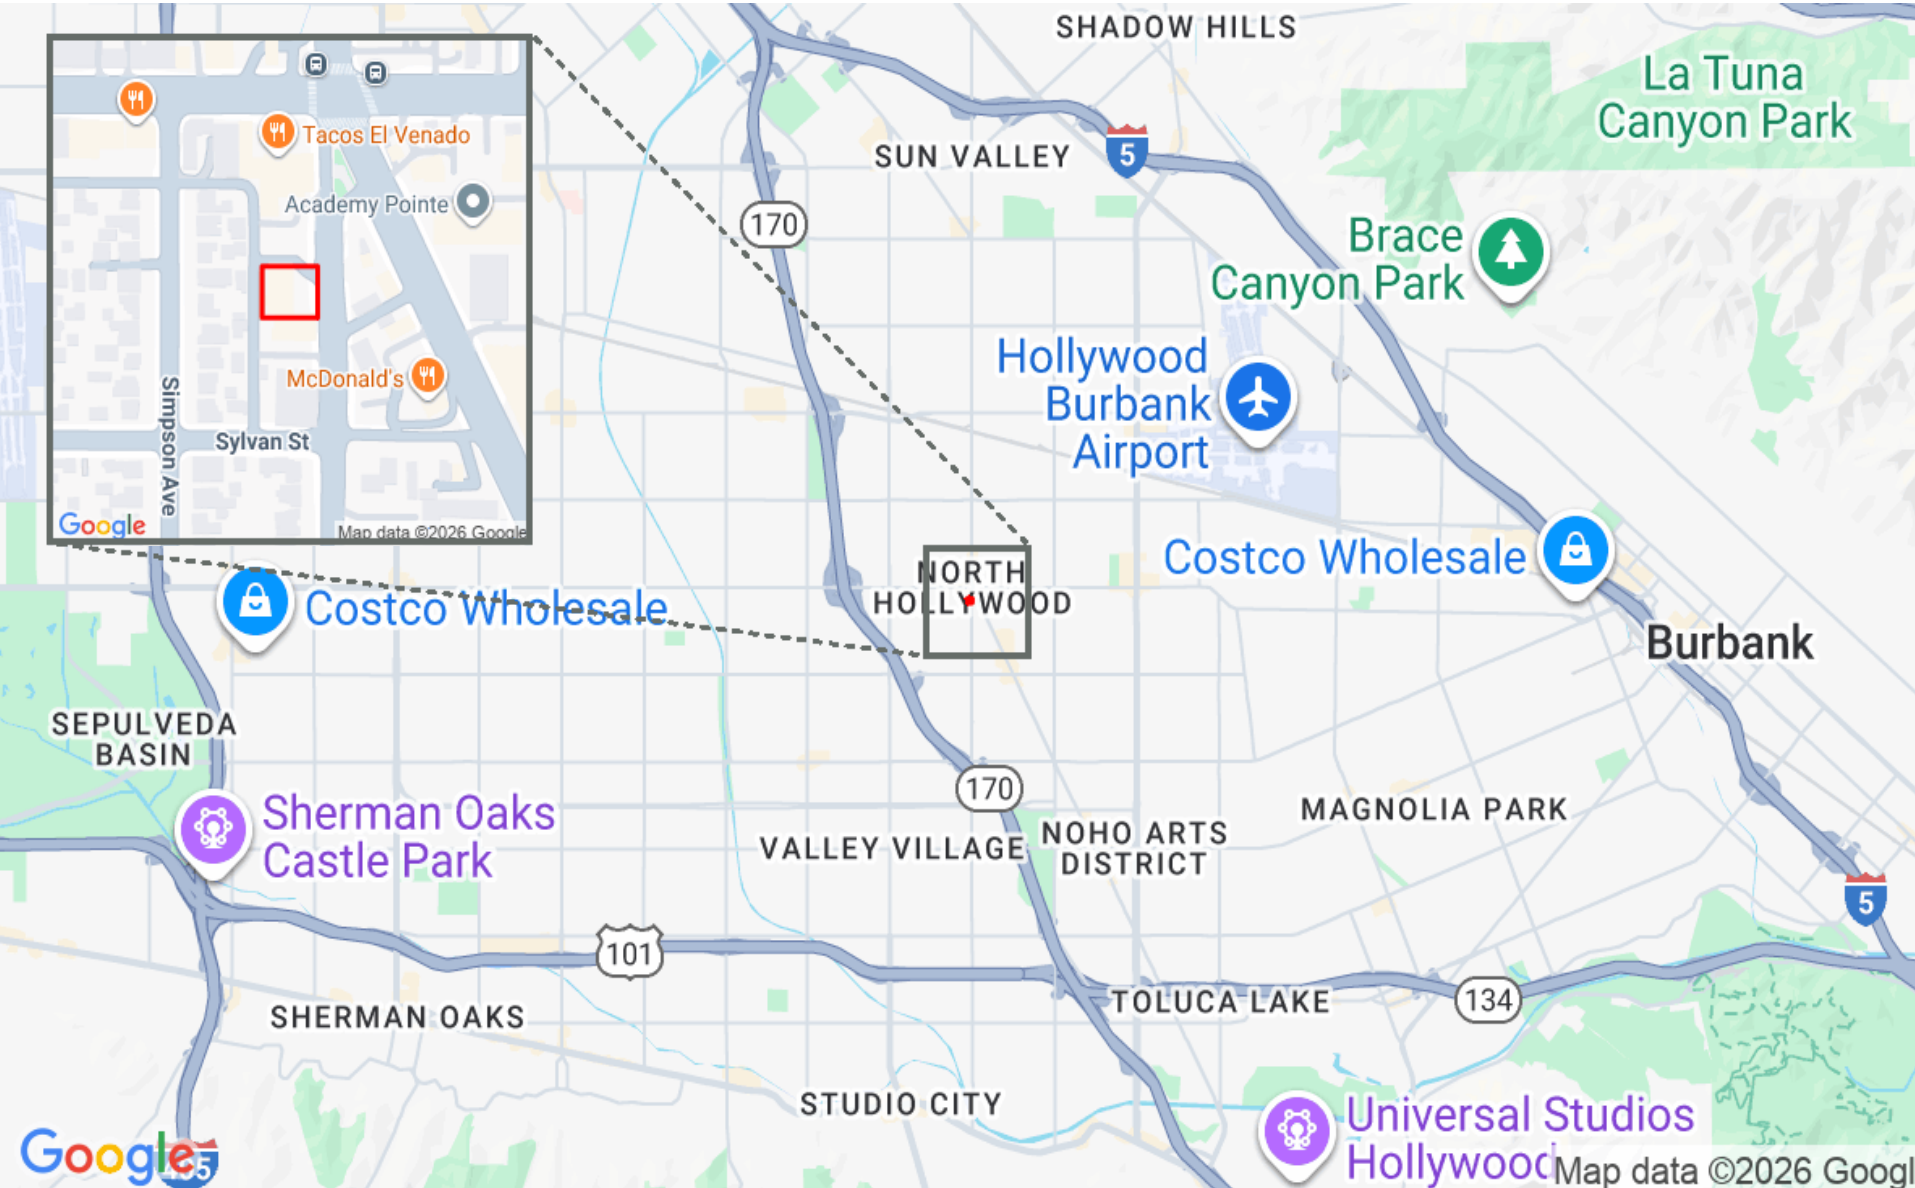 SHADOW HILLS
La Tuna
Canyon Park
Tacos El Venado
SUN VALLEY
5
Academy Pointe
170
Brace
Canyon Park
Hollywood
Burbank
Airport
McDonald's
Simpson Ave
Sylvan St
Google
Map data ©2026 Google
NORTH
HOLLYWOOD
Costco Wholesale
Costco Wholesale
Burbank
SEPULVEDA
BASIN
170
Sherman Oaks
Castle Park
VALLEY VILLAGE
NOHO ARTS
DISTRICT
MAGNOLIA PARK
5
101
134
SHERMAN OAKS
TOLUCA LAKE
STUDIO CITY
Universal Studios
Hollywood
Google
Map data ©2026 Googl